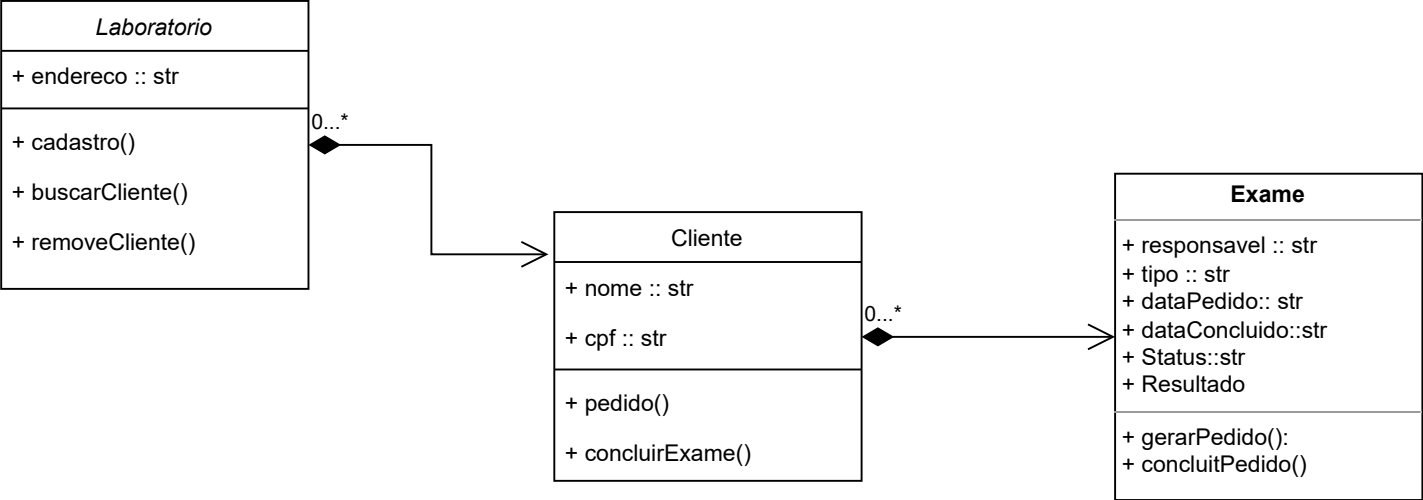 Laboratorio
+ endereco :: str
+ cadastro()
+ buscarCliente()
+ removeCliente()
0...*
Cliente
+ nome :: str
+ cpf :: str
+ pedido()
+ concluirExame()
0...*
Exame
+ responsavel :: str
+ tipo :: str
+ dataPedido:: str
+ dataConcluido::str
+ Status::str
+ Resultado
+ gerarPedido():
+ concluitPedido()